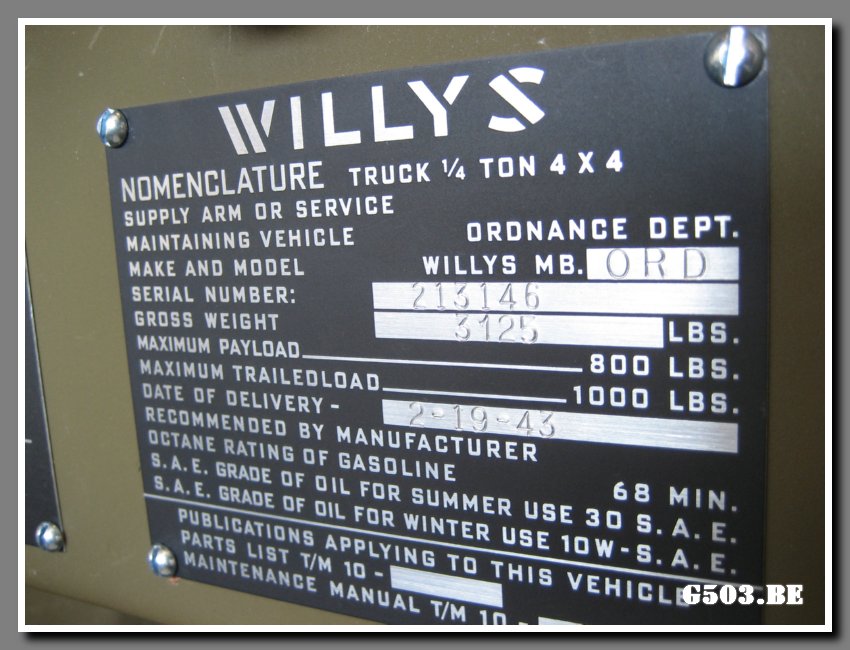 WILLYS
NOMENCLATURE TRUCK ¼ TON 4 X 4
SUPPLY ARM OR SERVICE
MAINTAINING VEHICLE ORDNANCE DEPT.
MAKE AND MODEL WILLYS MB. ORD
SERIAL NUMBER: 213146
GROSS WEIGHT 3125 LBS.
MAXIMUM PAYLOAD 800 LBS.
MAXIMUM TRAILEDLOAD 1000 LBS.
DATE OF DELIVERY - 2-19-43
RECOMMENDED BY MANUFACTURER
OCTANE RATING OF GASOLINE 68 MIN.
S.A.E. GRADE OF OIL FOR SUMMER USE 30 S.A.E.
S.A.E. GRADE OF OIL FOR WINTER USE 10W-S.A.E.
PUBLICATIONS APPLYING TO THIS VEHICLE
PARTS LIST T/M 10 -
MAINTENANCE MANUAL T/M 10 -
G503.BE